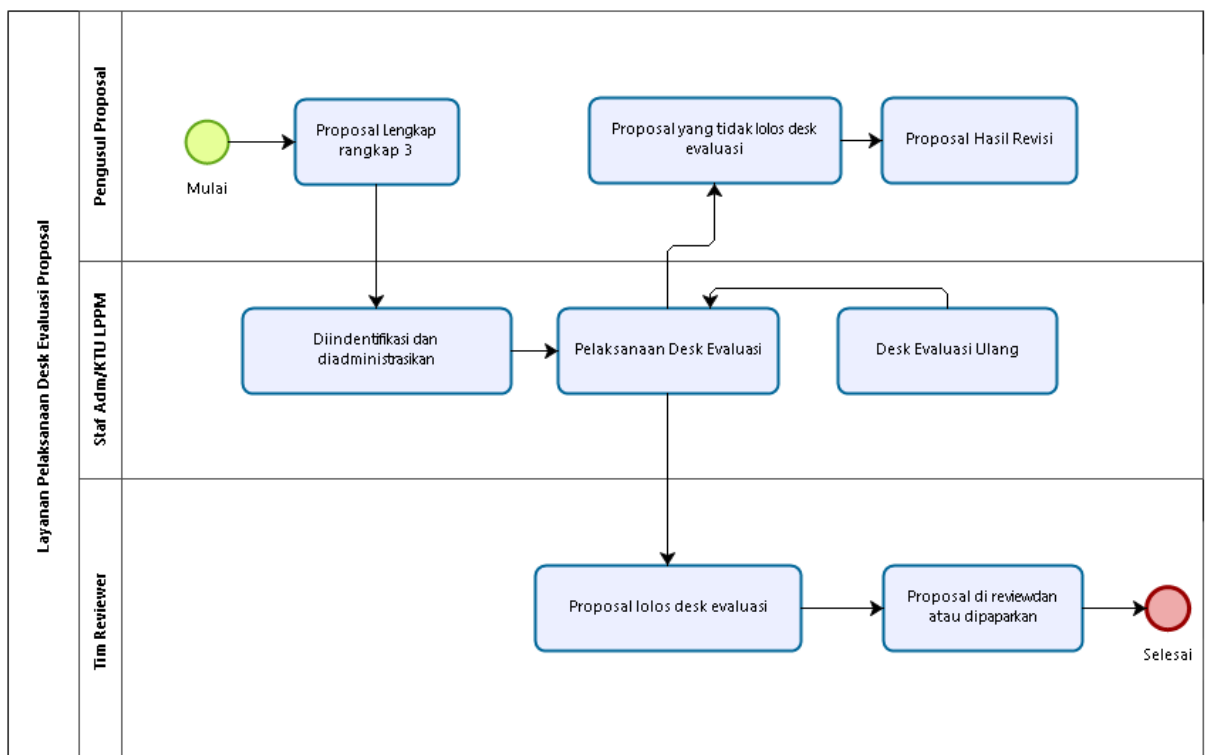 Layanan Pelaksanaan Desk Evaluasi Proposal
Pengusul Proposal
Mulai
Proposal Lengkap
rangkap 3
Proposal yang tidak lolos desk
evaluasi
Proposal Hasil Revisi
Staf Adm/KTU LPPM
Diindentifikasi dan
diadministrasikan
Pelaksanaan Desk Evaluasi
Desk Evaluasi Ulang
Tim Reviewer
Proposal lolos desk evaluasi
Proposal di reviewdan
atau dipaparkan
Selesai